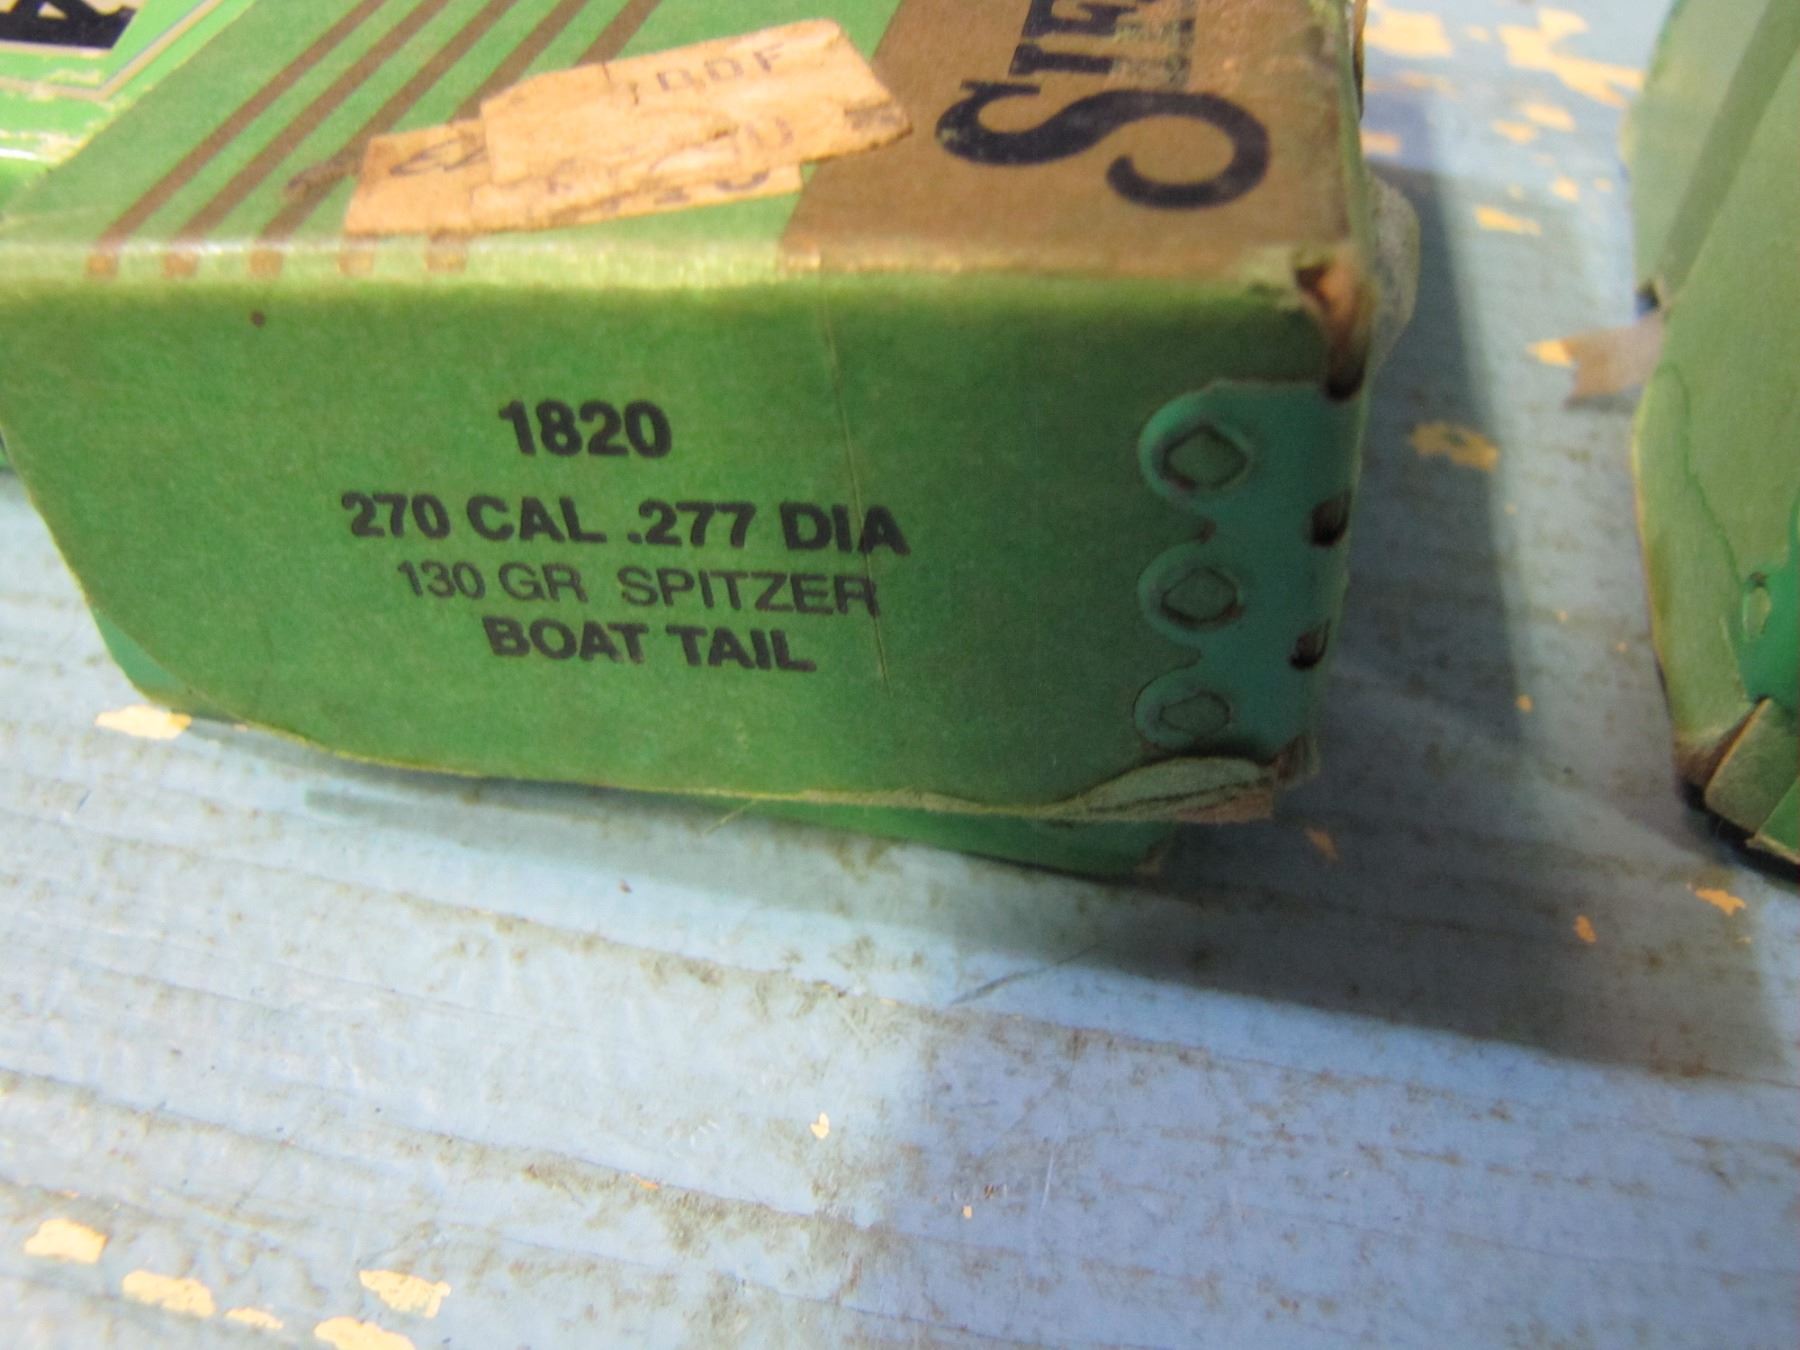 1820
270 CAL .277 DIA
130 GR SPITZER
BOAT TAIL